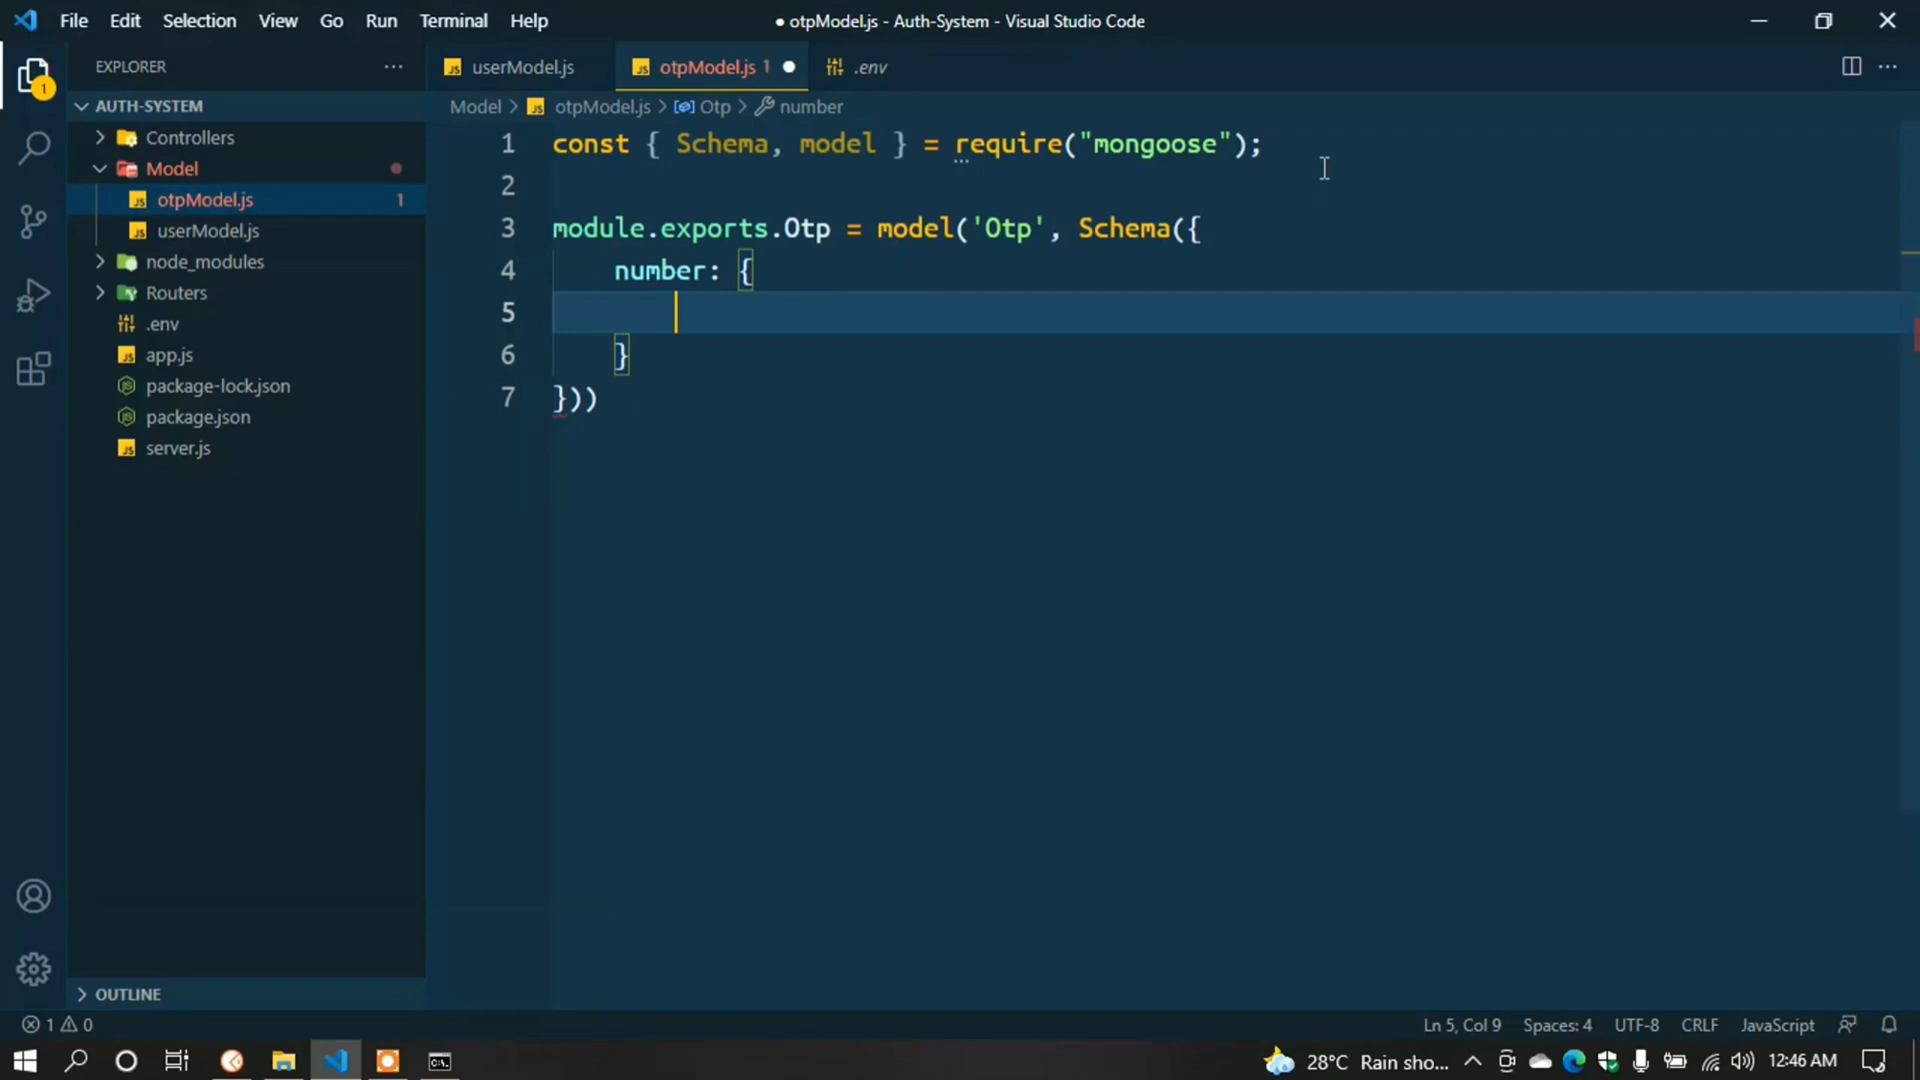 File Edit Selection View Go Run Terminal Help
● otpModel.js - Auth-System - Visual Studio Code
EXPLORER
userModel.js
otpModel.js 1
.env
1
AUTH-SYSTEM
Model > otpModel.js > Otp > number
Controllers
Model
otpModel.js 1
userModel.js
node_modules
Routers
.env
app.js
package-lock.json
package.json
server.js
1 const { Schema, model } = require("mongoose");
2
3 module.exports.Otp = model('Otp', Schema({
4 number: {
5
6 }
7 }))
OUTLINE
1 0
Ln 5, Col 9 Spaces: 4 UTF-8 CRLF JavaScript
28°C Rain sho... 12:46 AM